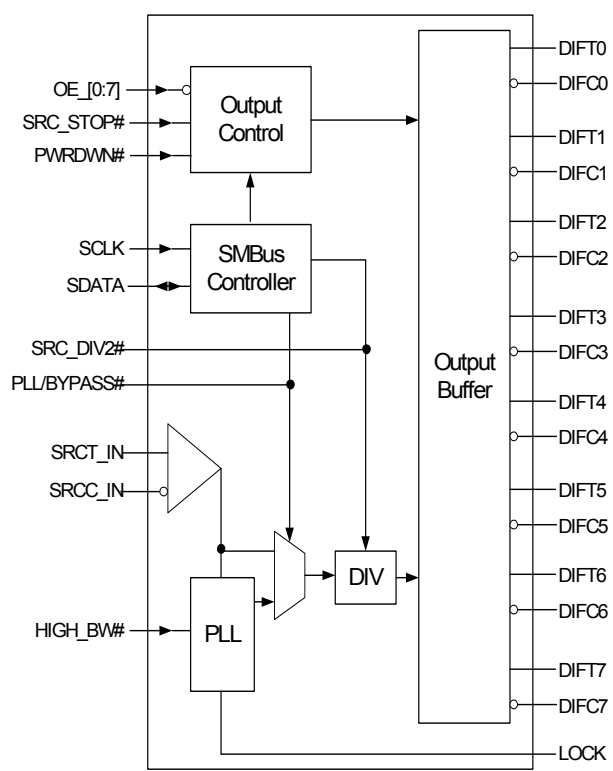 OE_[0:7]
SRC_STOP#
PWRDWN#
SCLK
SDATA
SRC_DIV2#
PLL/BYPASS#
SRCT_IN
SRCC_IN
HIGH_BW#
Output
Control
SMBus
Controller
PLL
DIV
Output
Buffer
DIFT0
DIFC0
DIFT1
DIFC1
DIFT2
DIFC2
DIFT3
DIFC3
DIFT4
DIFC4
DIFT5
DIFC5
DIFT6
DIFC6
DIFT7
DIFC7
LOCK